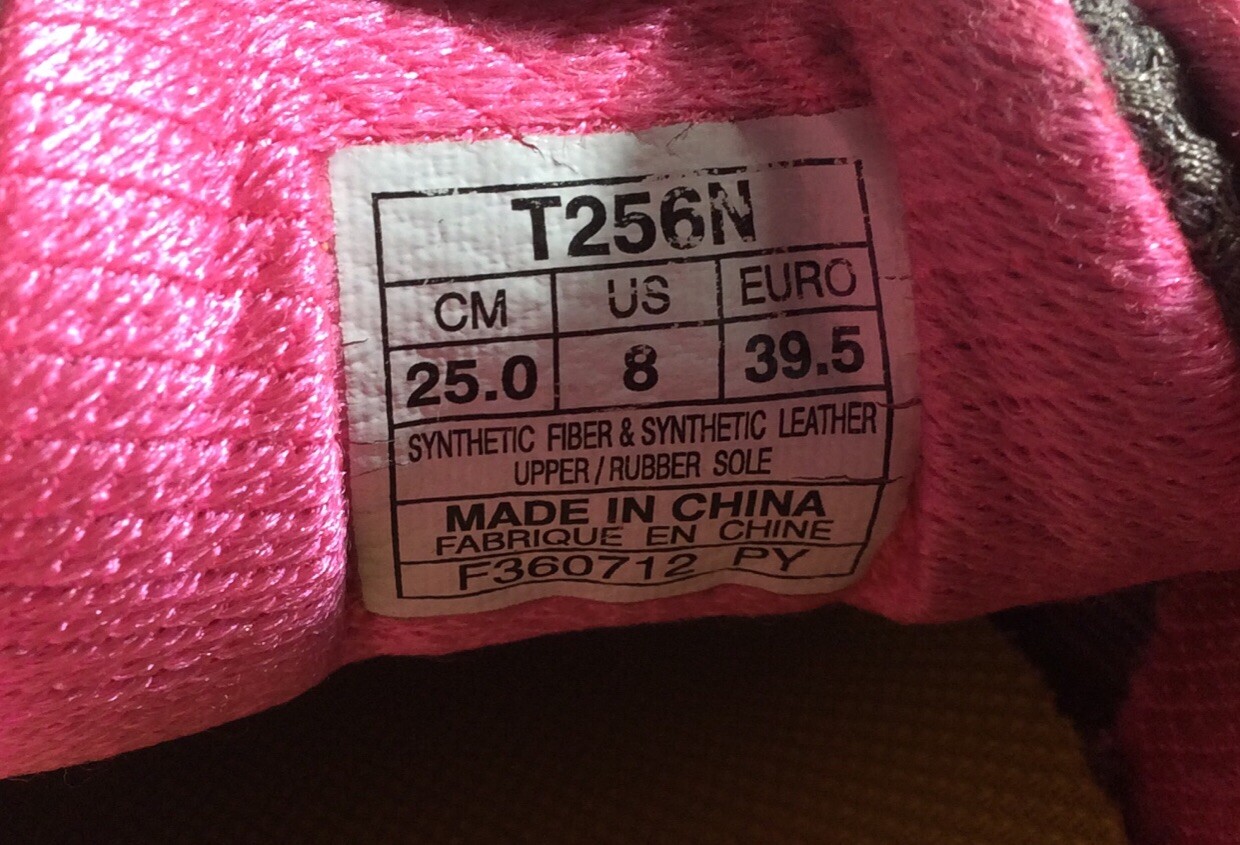 T256N
CM US EURO
25.0 8 39.5
SYNTHETIC FIBER & SYNTHETIC LEATHER
UPPER / RUBBER SOLE
MADE IN CHINA
FABRIQUE EN CHINE
F360712 PY